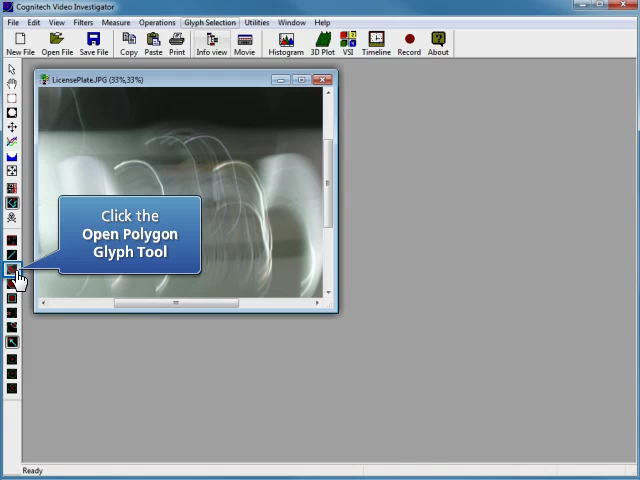 Cognitech Video Investigator
File Edit View Filters Measure Operations Glyph Selection Utilities Window Help
New File Open File Save File Copy Paste Print Info view Movie Histogram 3D Plot VSI Timeline Record About
LicensePlate.JPG (33%,33%)
Click the
Open Polygon
Glyph Tool
Ready